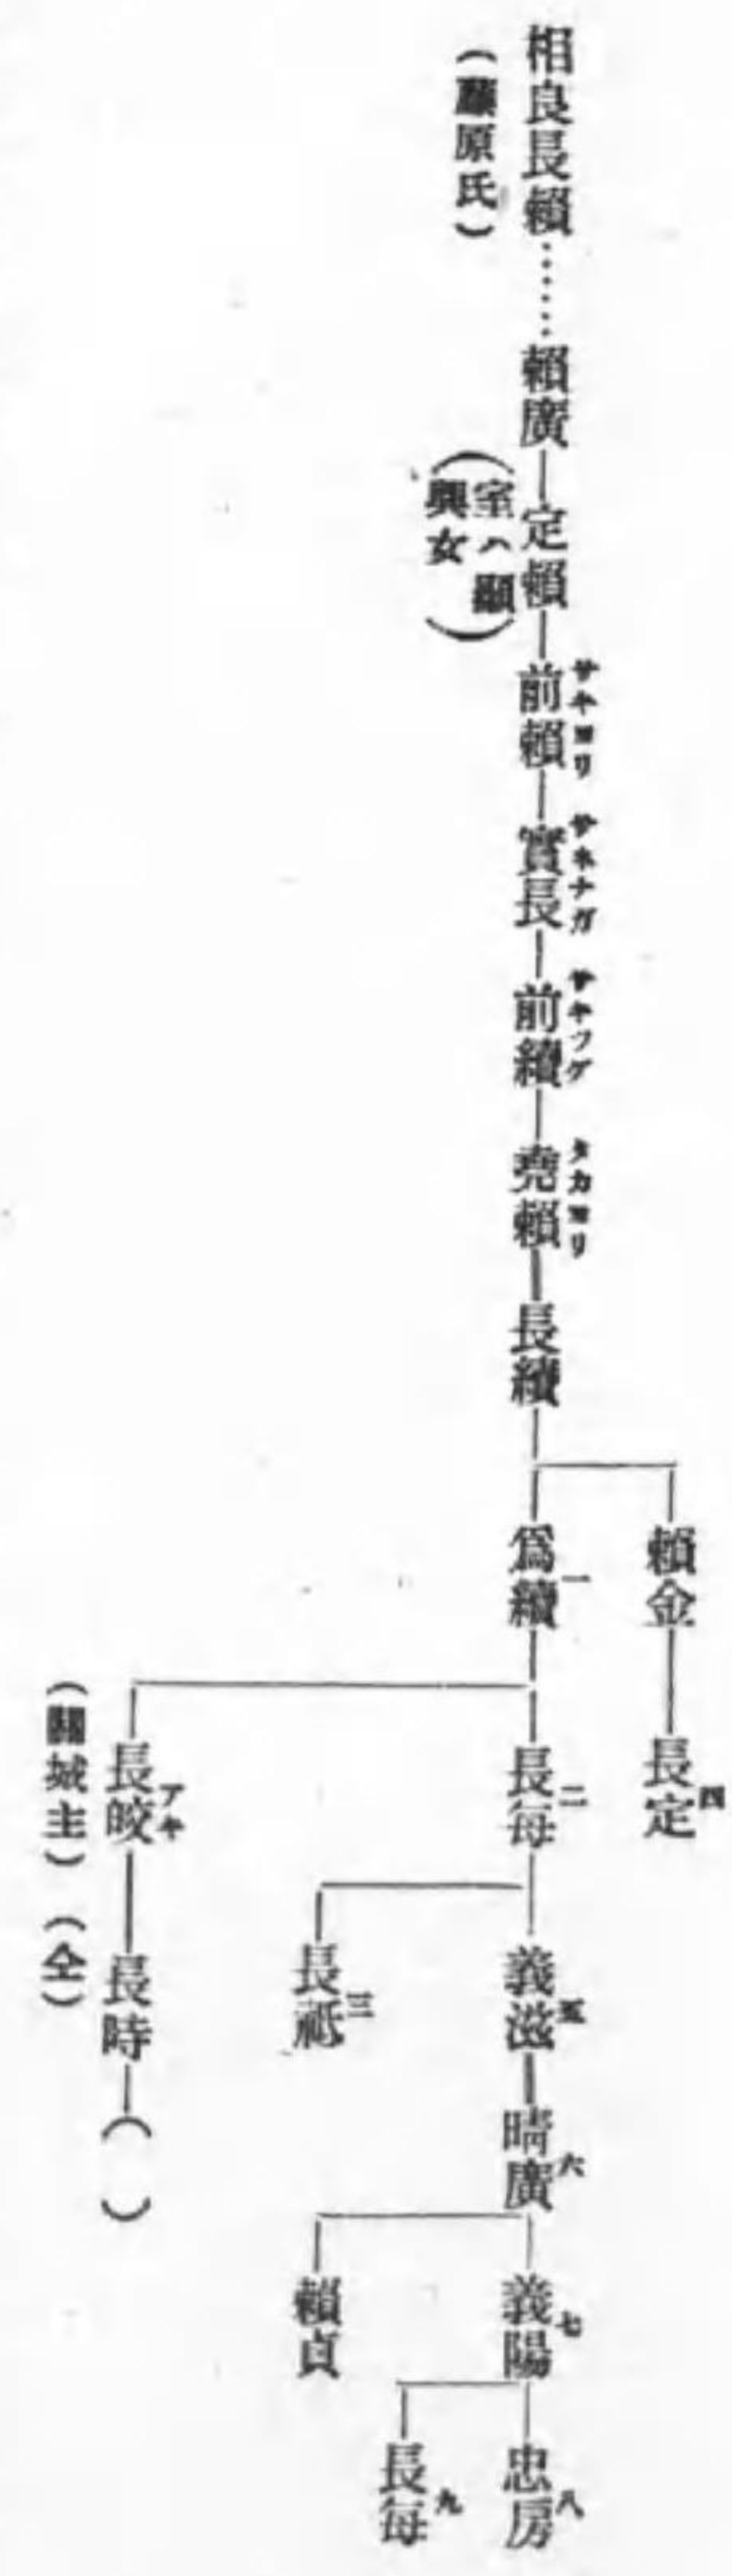 相良長頼……頼廣―定頼―前頼―實長―前續―堯頼―長續
(藤原氏)
(室ハ顯
興女)
サキヨリ
サネナガ
サキツグ
タカヨリ
頼金―長定
四
爲續
一
長毎
二
義滋―晴廣
五
六
義陽
七
忠房
八
長毎
九
頼貞
長祗
三
長晈―長時―( )
アキ
(關城主)(仝)